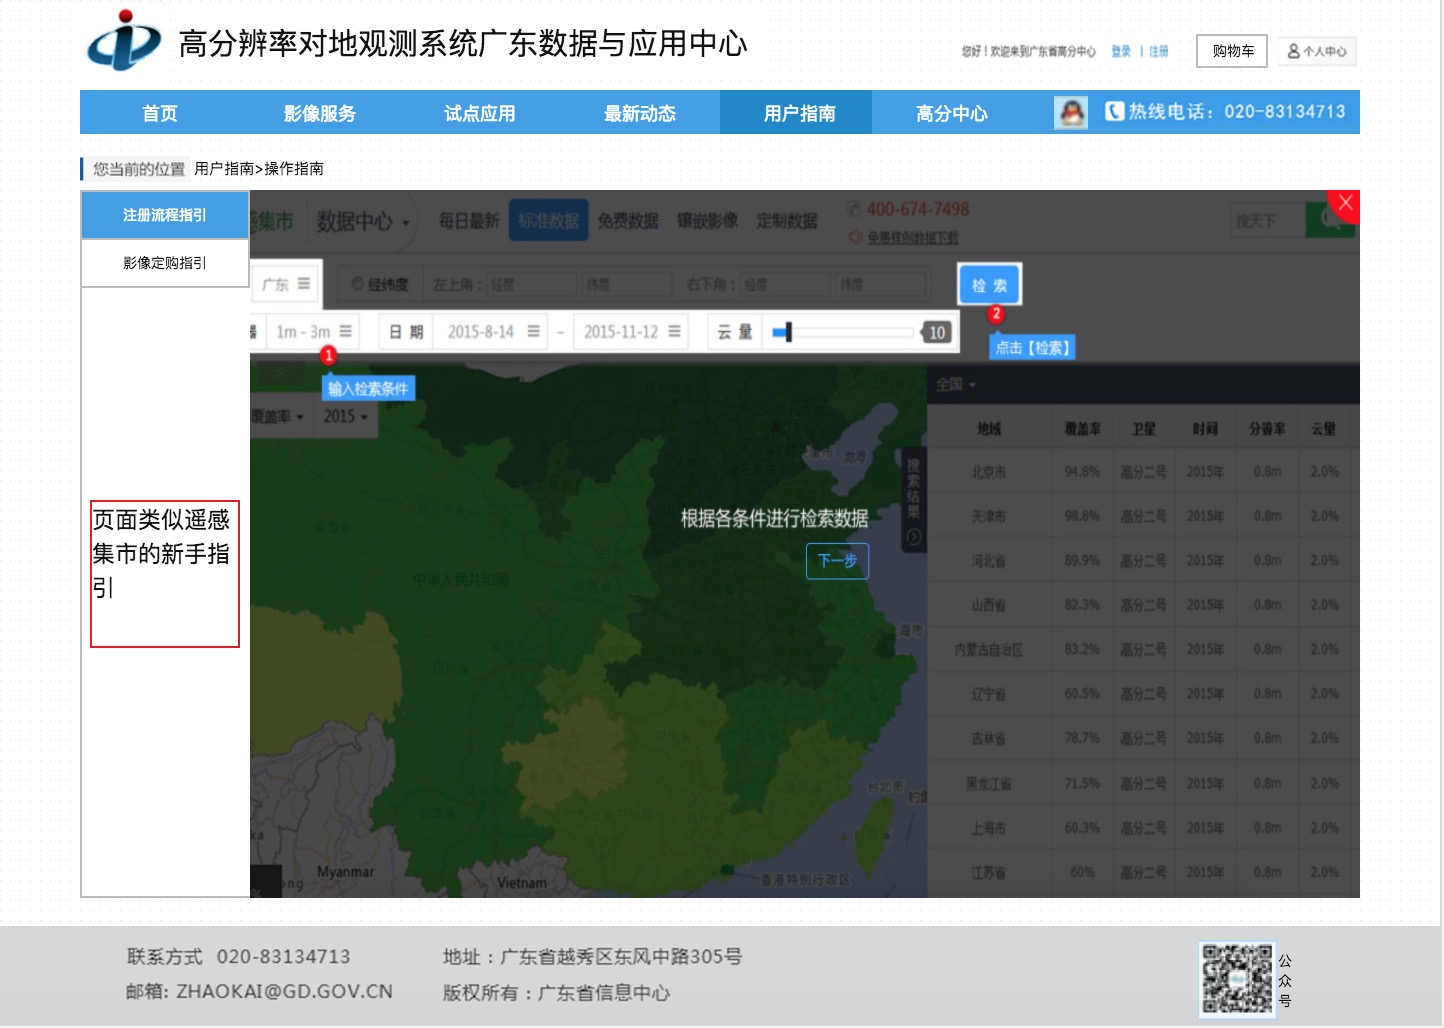 高分辨率对地观测系统广东数据与应用中心
您好！欢迎来到广东省高分中心 登录 | 注册 购物车 个人中心
首页 影像服务 试点应用 最新动态 用户指南 高分中心 热线电话：020-83134713
您当前的位置 用户指南>操作指南
注册流程指引
影像定购指引
集市 数据中心 每日最新 标准数据 免费数据 镶嵌影像 定制数据 400-674-7498 搜天下
免费样例数据下载
广东 经纬度 左上角：经度 纬度 右下角：经度 纬度 检 索
1m - 3m 日 期 2015-8-14 - 2015-11-12 云 量 10
2
点击【检索】
1
输入检索条件
覆盖率 2015
全国
地域 覆盖率 卫星 时间 分辨率 云量
北京市 94.8% 高分二号 2015年 0.8m 2.0%
天津市 98.8% 高分二号 2015年 0.8m 2.0%
河北省 89.9% 高分二号 2015年 0.8m 2.0%
山西省 82.3% 高分二号 2015年 0.8m 2.0%
内蒙古自治区 83.2% 高分二号 2015年 0.8m 2.0%
辽宁省 60.5% 高分二号 2015年 0.8m 2.0%
吉林省 78.7% 高分二号 2015年 0.8m 2.0%
黑龙江省 71.5% 高分二号 2015年 0.8m 2.0%
上海市 60.3% 高分二号 2015年 0.8m 2.0%
江苏省 60% 高分二号 2015年 0.8m 2.0%
搜索结果
渤海
根据各条件进行检索数据
下一步
中华人民共和国
上海市
台北市
香港特别行政区
Myanmar
Vietnam
页面类似遥感
集市的新手指
引
联系方式 020-83134713 地址：广东省越秀区东风中路305号
邮箱: ZHAOKAI@GD.GOV.CN 版权所有：广东省信息中心
公众号